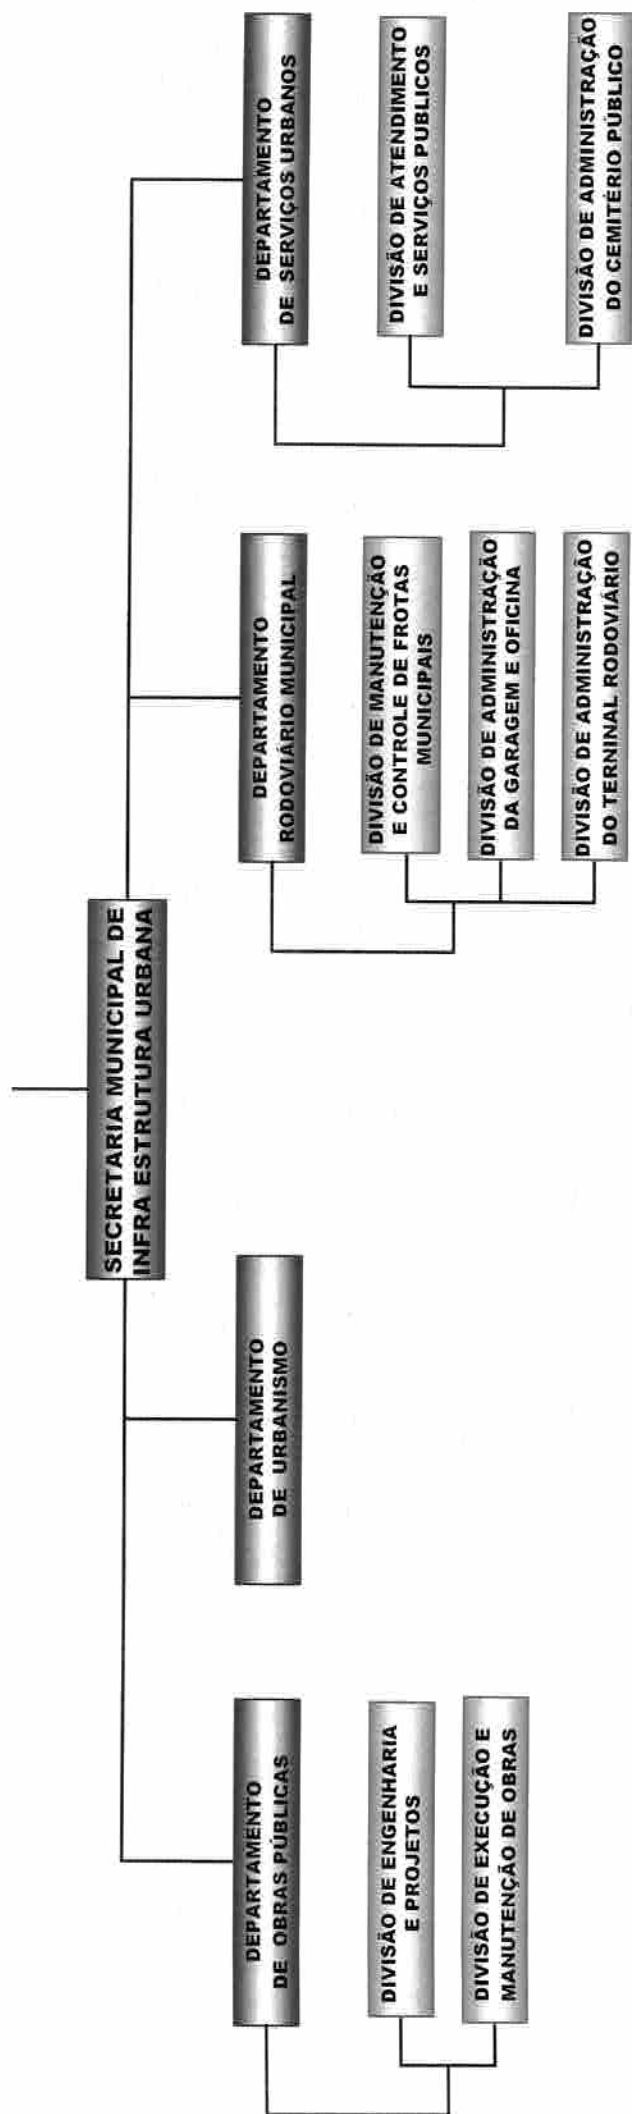 SECRETARIA MUNICIPAL DE
INFRA ESTRUTURA URBANA
DEPARTAMENTO
DE OBRAS PÚBLICAS
DIVISÃO DE ENGENHARIA
E PROJETOS
DIVISÃO DE EXECUÇÃO E
MANUTENÇÃO DE OBRAS
DEPARTAMENTO
DE URBANISMO
DEPARTAMENTO
RODOVIÁRIO MUNICIPAL
DIVISÃO DE MANUTENÇÃO
E CONTROLE DE FROTAS
MUNICIPAIS
DIVISÃO DE ADMINISTRAÇÃO
DA GARAGEM E OFICINA
DIVISÃO DE ADMINISTRAÇÃO
DO TERNINAL RODOVIÁRIO
DEPARTAMENTO
DE SERVIÇOS URBANOS
DIVISÃO DE ATENDIMENTO
E SERVIÇOS PÚBLICOS
DIVISÃO DE ADMINISTRAÇÃO
DO CEMITÉRIO PÚBLICO